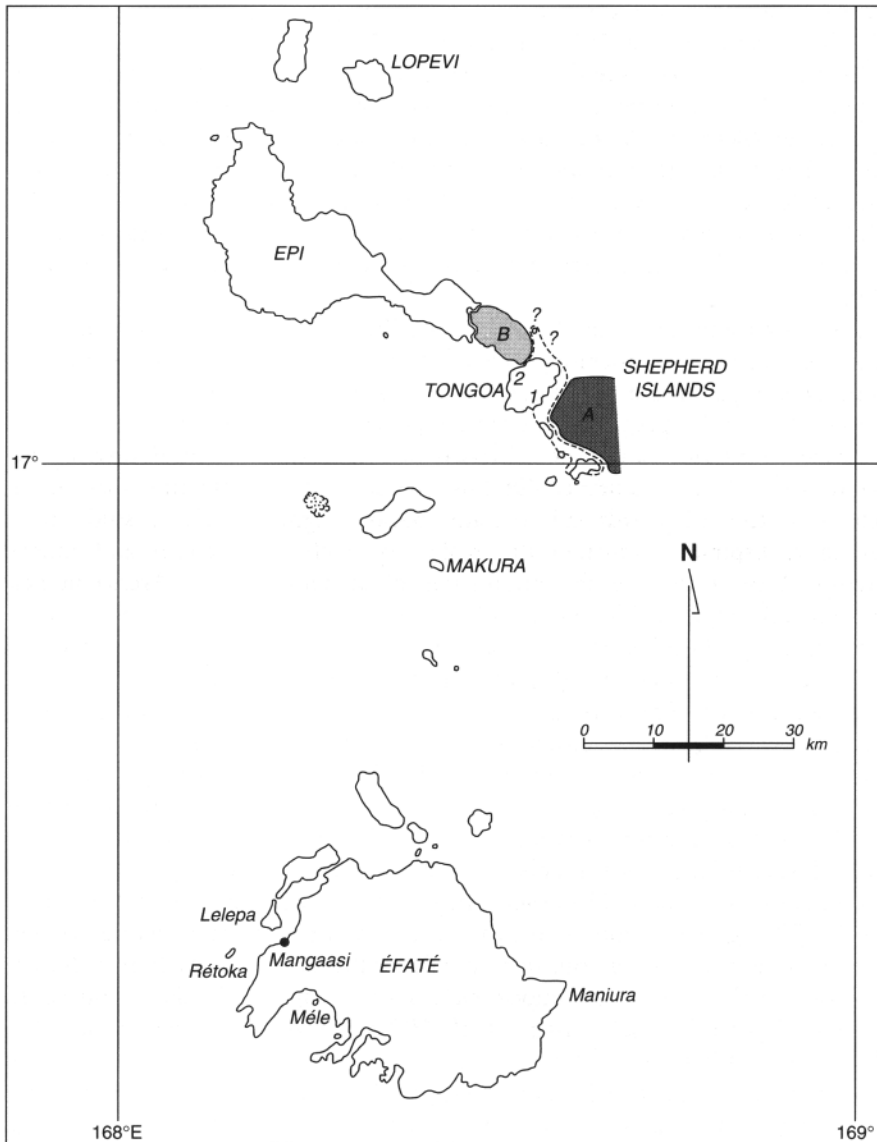 LOPEVI
EPI
?
?
B
SHEPHERD
ISLANDS
2
TONGOA
1
A
17°
MAKURA
N
0 10 20 30
km
Lelepa
Mangaasi
ÉFATÉ
Rétoka
Maniura
Méle
168°E
169°